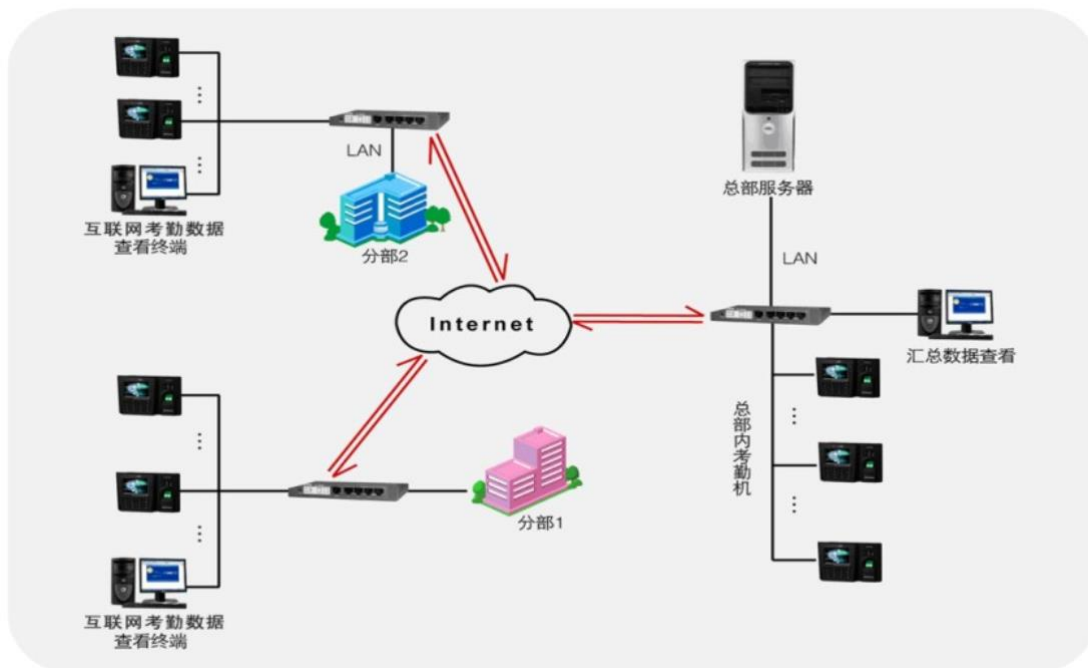 LAN
互联网考勤数据
查看终端
分部2
总部服务器
LAN
Internet
汇总数据查看
总部内考勤机
分部1
互联网考勤数据
查看终端